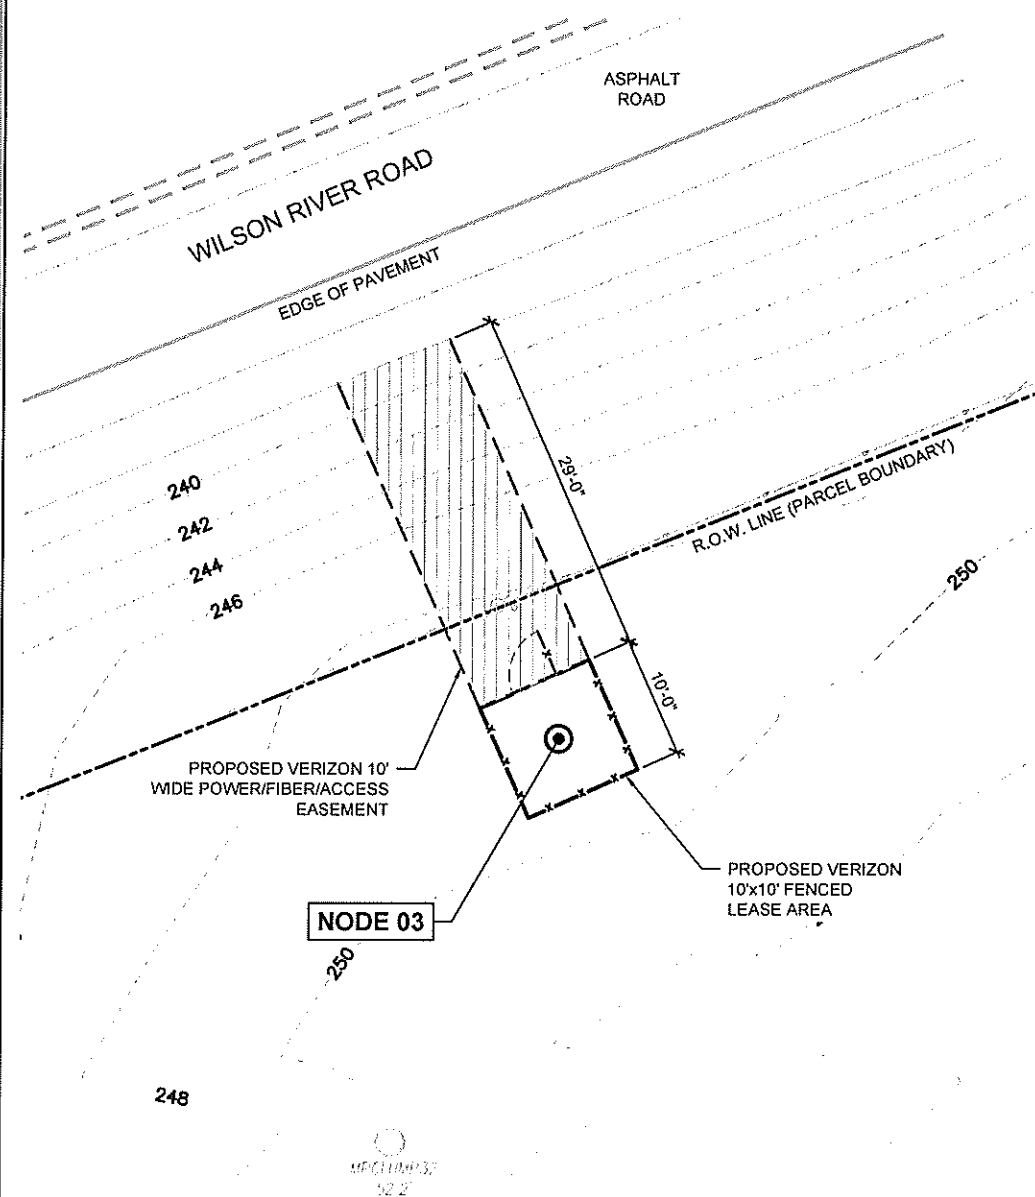 ASPHALT
ROAD
WILSON RIVER ROAD
EDGE OF PAVEMENT
29'-0"
240
242
244
246
R.O.W. LINE (PARCEL BOUNDARY)
250
10'-0"
PROPOSED VERIZON 10'
WIDE POWER/FIBER/ACCESS
EASEMENT
PROPOSED VERIZON
10'x10' FENCED
LEASE AREA
NODE 03
250
248